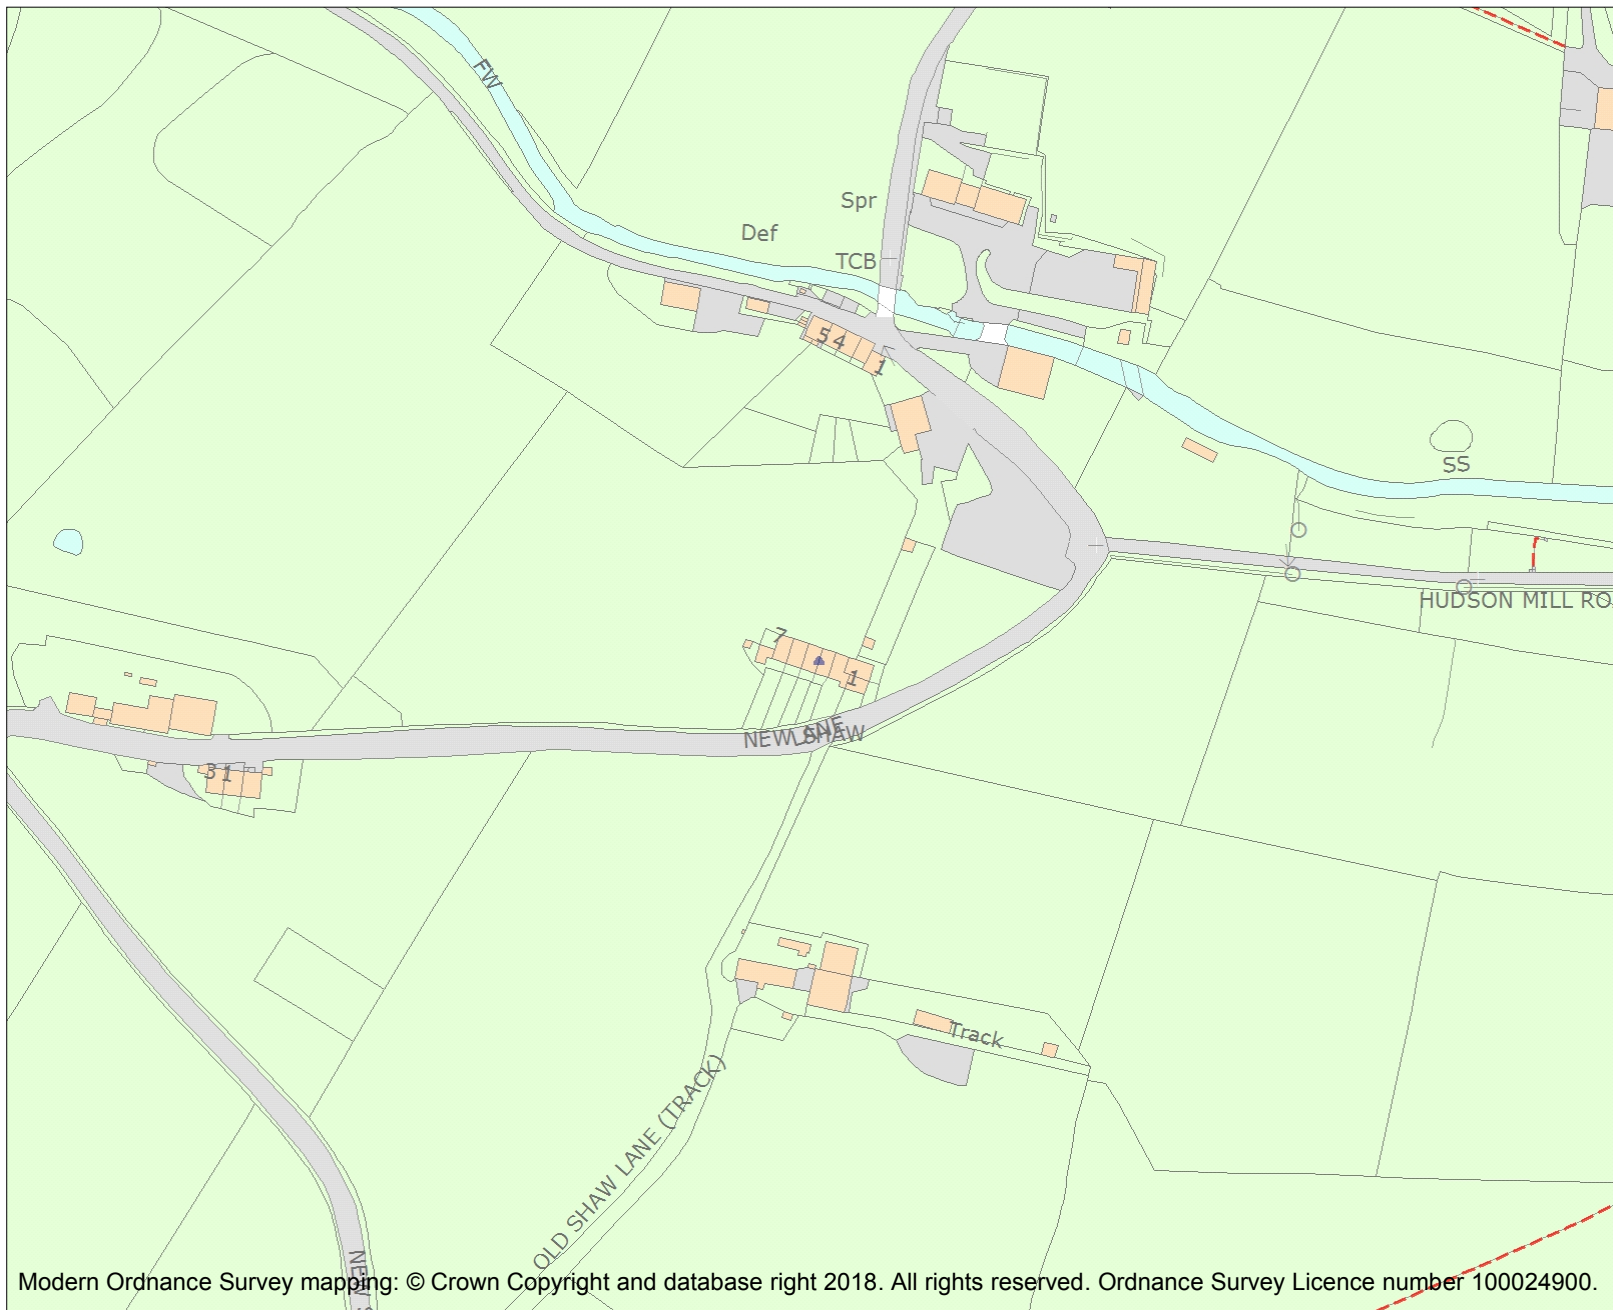 FW
Spr
Def
TCB
5 4
1
SS
HUDSON MILL RO
7
1
NEW SHAW
LANE
3 1
Track
OLD SHAW LANE (TRACK)
NEW S
Modern Ordnance Survey mapping: © Crown Copyright and database right 2018. All rights reserved. Ordnance Survey Licence number 100024900.